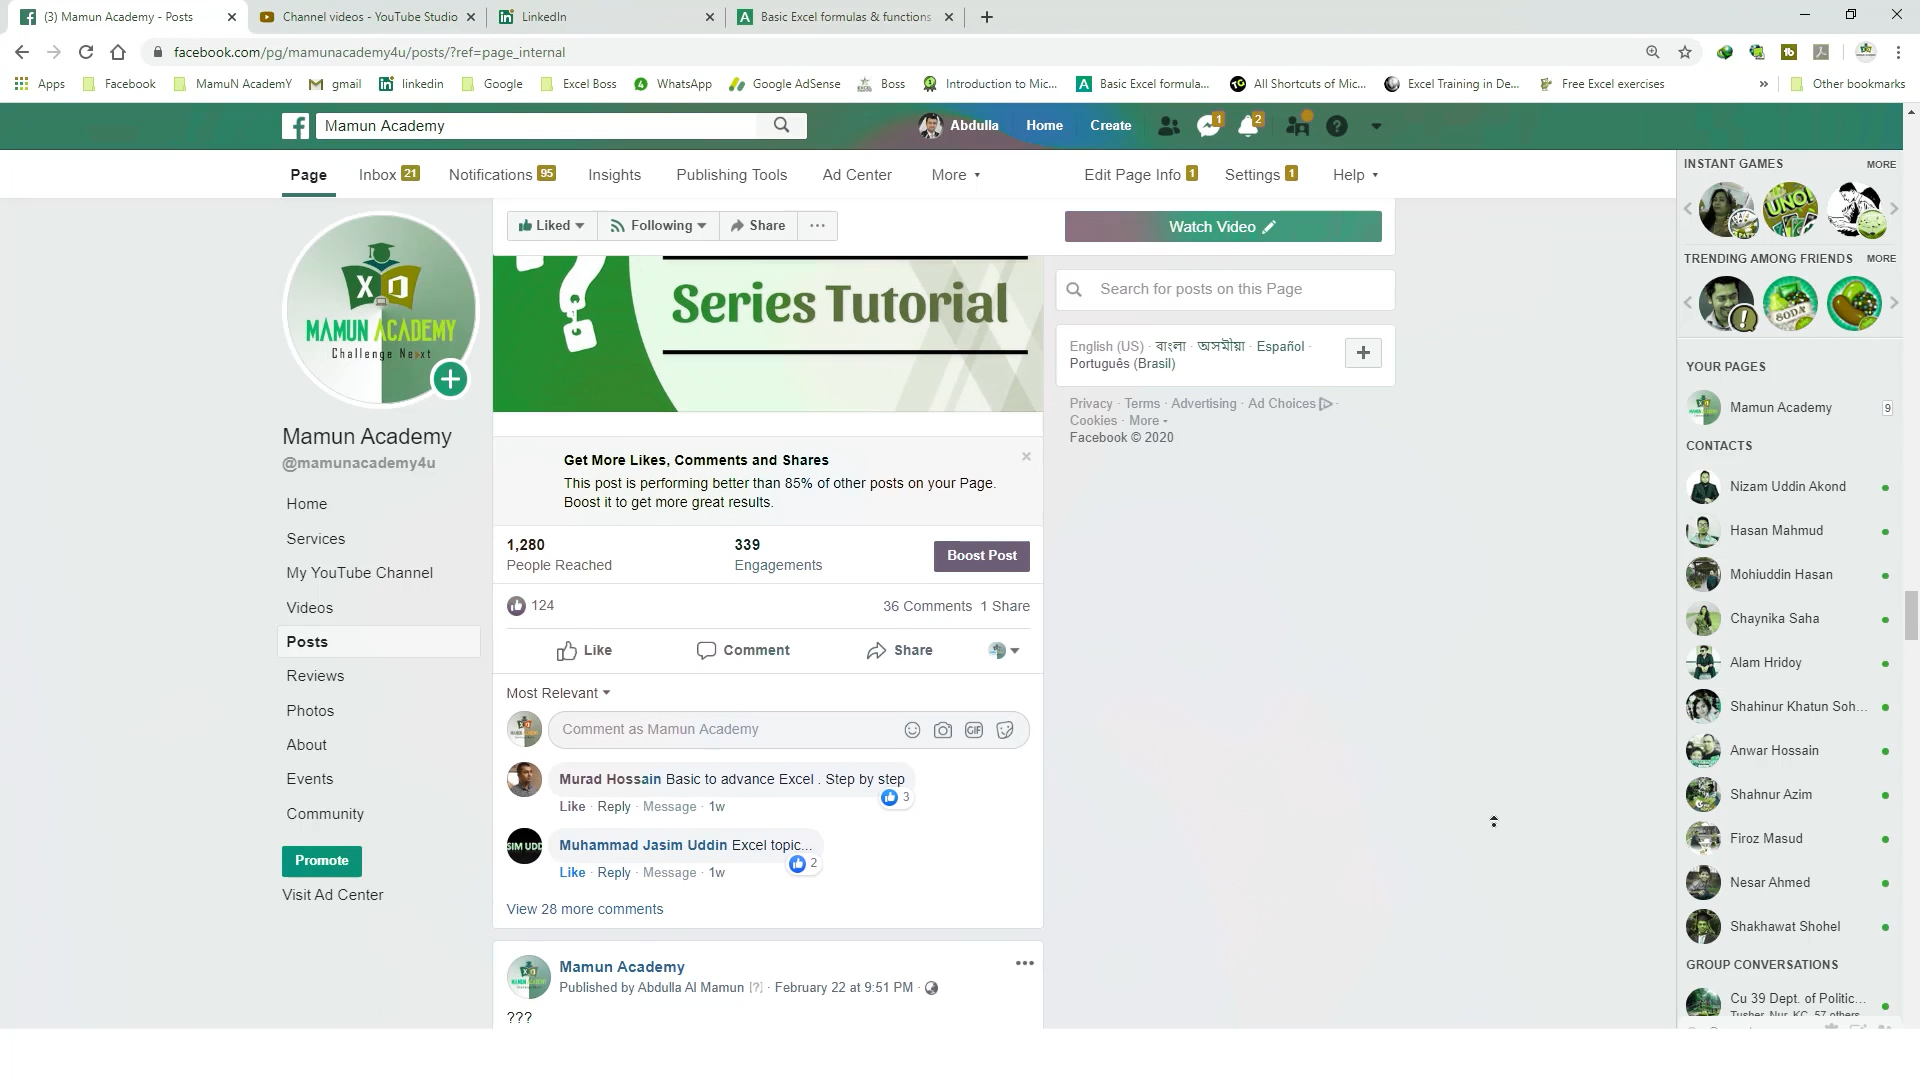 (3) Mamun Academy - Posts
Channel videos - YouTube Studio
LinkedIn
Basic Excel formulas & functions
facebook.com/pg/mamunacademy4u/posts/?ref=page_internal
Apps Facebook MamuN AcademY gmail linkedin Google Excel Boss WhatsApp Google AdSense Boss Introduction to Mic... Basic Excel formula... All Shortcuts of Mic... Excel Training in De... Free Excel exercises » Other bookmarks
Mamun Academy
Abdulla Home Create 1 2
Page Inbox 21 Notifications 95 Insights Publishing Tools Ad Center More Edit Page Info 1 Settings 1 Help
Liked Following Share ...
Watch Video
MAMUN ACADEMY
Challenge Next
Mamun Academy
@mamunacademy4u
Home
Services
My YouTube Channel
Videos
Posts
Reviews
Photos
About
Events
Community
Promote
Visit Ad Center
Series Tutorial
Get More Likes, Comments and Shares
This post is performing better than 85% of other posts on your Page.
Boost it to get more great results.
1,280
People Reached
339
Engagements
Boost Post
124
36 Comments 1 Share
Like Comment Share
Most Relevant
Comment as Mamun Academy
GIF
Murad Hossain Basic to advance Excel . Step by step
3
Like · Reply · Message · 1w
Muhammad Jasim Uddin Excel topic...
2
Like · Reply · Message · 1w
View 28 more comments
Mamun Academy
Published by Abdulla Al Mamun [?] · February 22 at 9:51 PM ·
???
Search for posts on this Page
English (US) · বাংলা · অসমীয়া · Español ·
Português (Brasil)
Privacy · Terms · Advertising · Ad Choices ·
Cookies · More
Facebook © 2020
INSTANT GAMES MORE
UNO!
TRENDING AMONG FRIENDS MORE
SODA
YOUR PAGES
Mamun Academy 9
CONTACTS
Nizam Uddin Akond
Hasan Mahmud
Mohiuddin Hasan
Chaynika Saha
Alam Hridoy
Shahinur Khatun Soh...
Anwar Hossain
Shahnur Azim
Firoz Masud
Nesar Ahmed
Shakhawat Shohel
GROUP CONVERSATIONS
Cu 39 Dept. of Politic...
Tusher, Nur, KC, 57 others